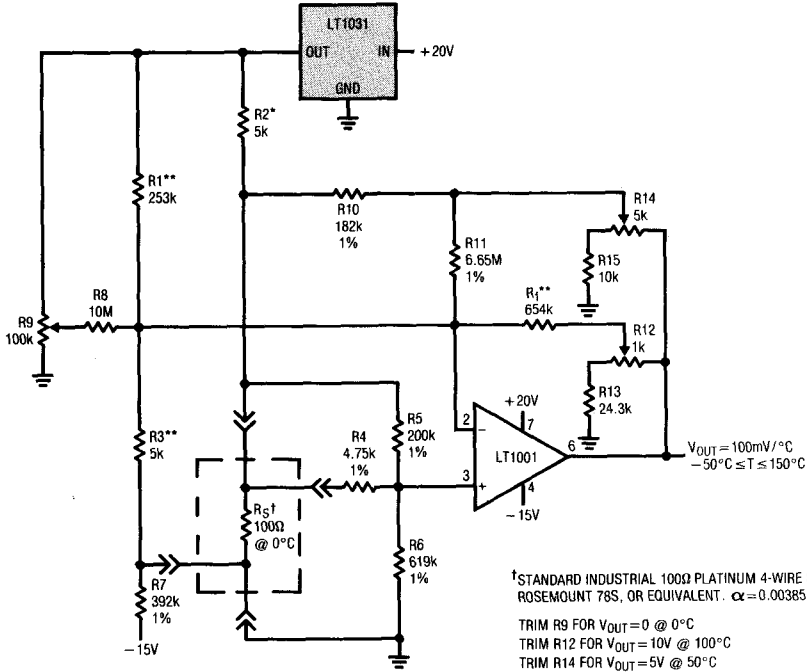 LT1031
OUT
IN
+20V
GND
R2*
5k
R1**
253k
R10
182k
1%
R14
5k
R11
6.65M
1%
R15
10k
R8
10M
R9
100k
R1**
654k
R12
1k
R13
24.3k
R3**
5k
R5
200k
1%
R4
4.75k
1%
+20V
2
−
7
LT1001
6
3
+
4
−15V
VOUT=100mV/°C
−50°C≤T≤150°C
RS†
100Ω
@ 0°C
R6
619k
1%
R7
392k
1%
−15V
†STANDARD INDUSTRIAL 100Ω PLATINUM 4-WIRE
ROSEMOUNT 78S, OR EQUIVALENT. α=0.00385
TRIM R9 FOR VOUT=0 @ 0°C
TRIM R12 FOR VOUT=10V @ 100°C
TRIM R14 FOR VOUT=5V @ 50°C